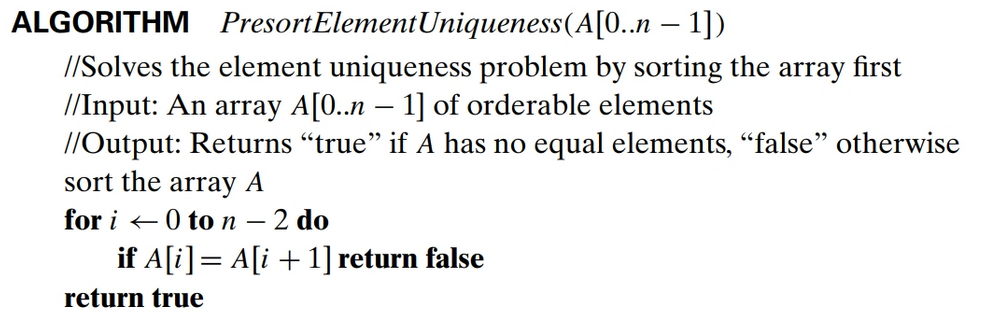 ALGORITHM PresortElementUniqueness(A[0..n − 1])
//Solves the element uniqueness problem by sorting the array first
//Input: An array A[0..n − 1] of orderable elements
//Output: Returns “true” if A has no equal elements, “false” otherwise
sort the array A
for i ← 0 to n − 2 do
if A[i] = A[i + 1] return false
return true